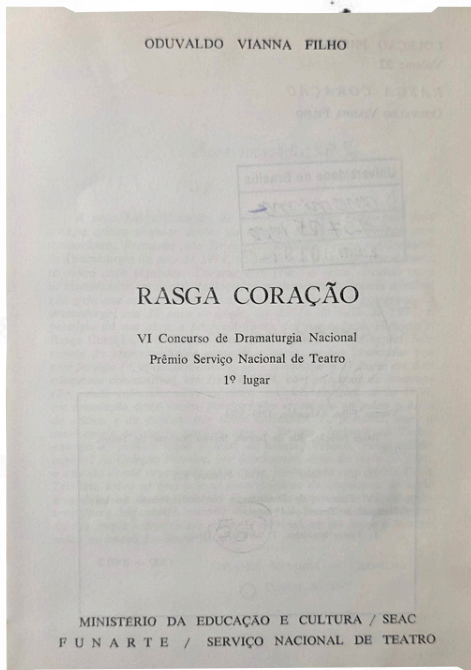 ODUVALDO VIANNA FILHO
RASGA CORAÇÃO
VI Concurso de Dramaturgia Nacional
Prêmio Serviço Nacional de Teatro
1º lugar
MINISTÉRIO DA EDUCAÇÃO E CULTURA / SEAC
FUNARTE / SERVIÇO NACIONAL DE TEATRO